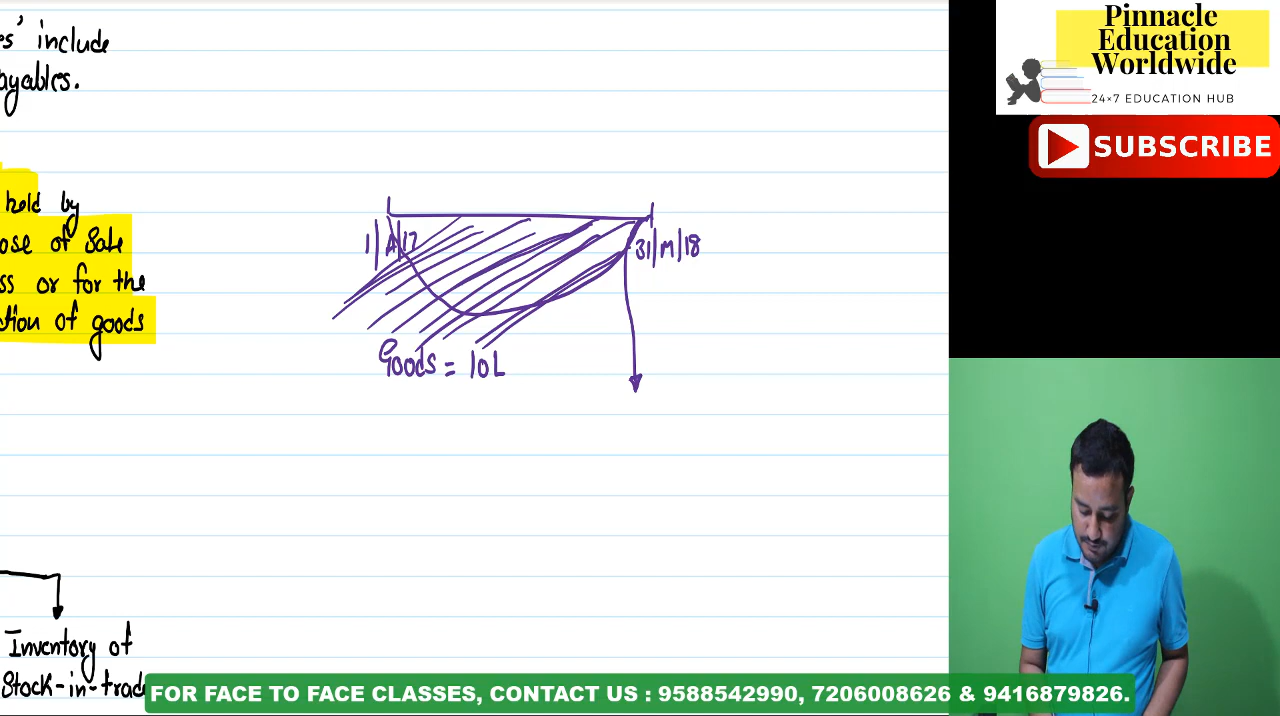 es' include
ayables.
held by
ose of Sale
ss or for the
ction of goods
1|A|17
31|M|18
Goods = 10L
Inventory of
Stock-in-trade
Pinnacle
Education
Worldwide
24×7 EDUCATION HUB
SUBSCRIBE
FOR FACE TO FACE CLASSES, CONTACT US : 9588542990, 7206008626 & 9416879826.